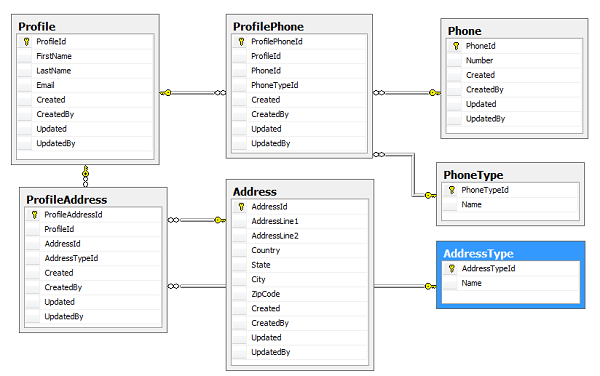 Profile
ProfileId
FirstName
LastName
Email
Created
CreatedBy
Updated
UpdatedBy
ProfilePhone
ProfilePhoneId
ProfileId
PhoneId
PhoneTypeId
Created
CreatedBy
Updated
UpdatedBy
Phone
PhoneId
Number
Created
CreatedBy
Updated
UpdatedBy
PhoneType
PhoneTypeId
Name
ProfileAddress
ProfileAddressId
ProfileId
AddressId
AddressTypeId
Created
CreatedBy
Updated
UpdatedBy
Address
AddressId
AddressLine1
AddressLine2
Country
State
City
ZipCode
Created
CreatedBy
Updated
UpdatedBy
AddressType
AddressTypeId
Name